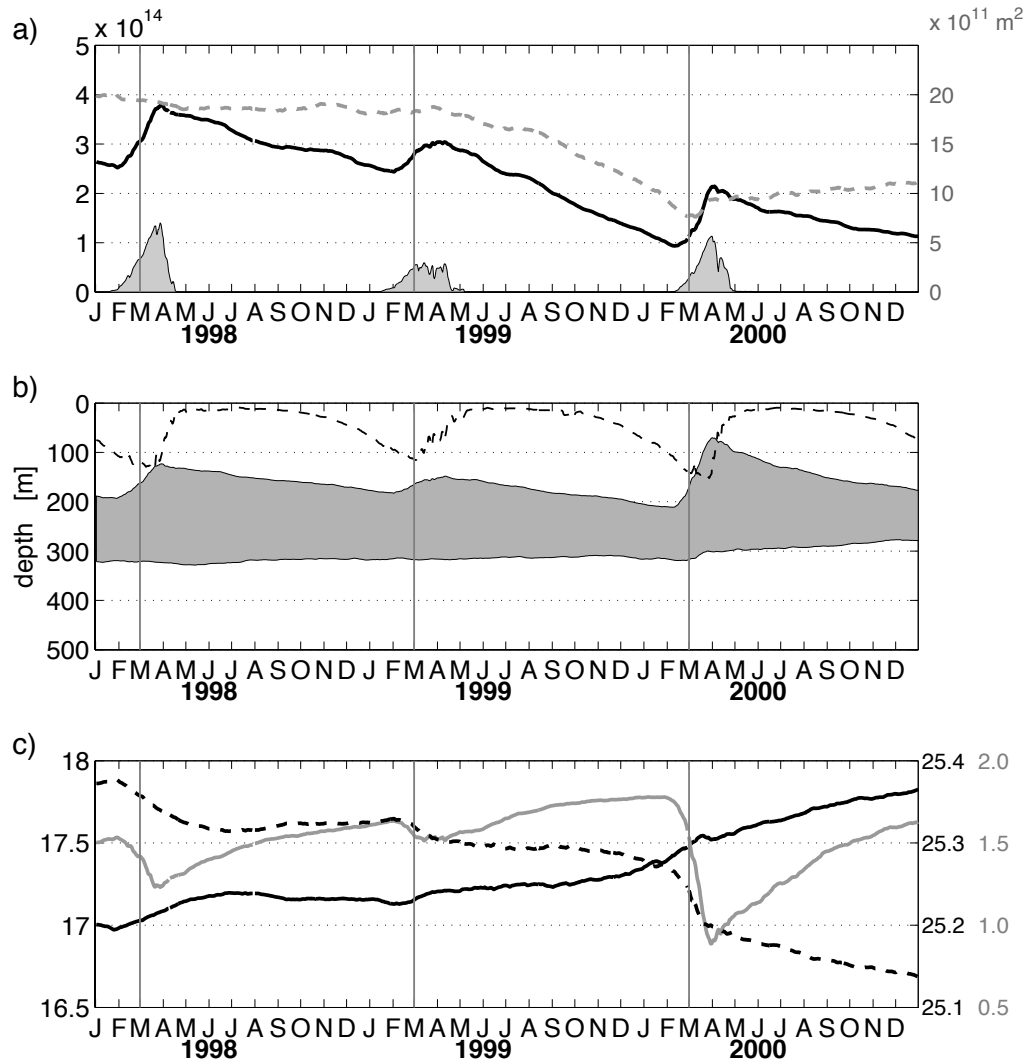 a)
x 10^14
x 10^11 m^2
5
4
3
2
1
0
20
15
10
5
0
J F M A M J J A S O N D J F M A M J J A S O N D J F M A M J J A S O N D
1998 1999 2000
b)
depth [m]
0
100
200
300
400
500
J F M A M J J A S O N D J F M A M J J A S O N D J F M A M J J A S O N D
1998 1999 2000
c)
18
17.5
17
16.5
25.4 2.0
25.3 1.5
25.2 1.0
25.1 0.5
J F M A M J J A S O N D J F M A M J J A S O N D J F M A M J J A S O N D
1998 1999 2000